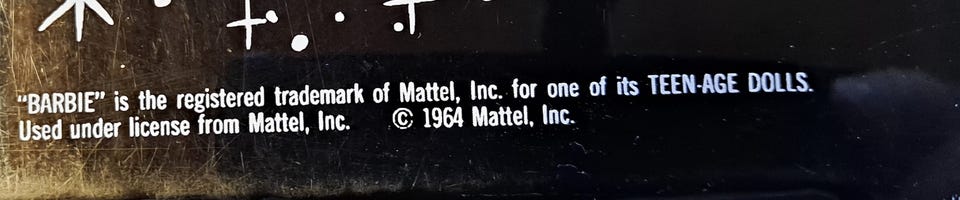 “BARBIE” is the registered trademark of Mattel, Inc. for one of its TEEN-AGE DOLLS.
Used under license from Mattel, Inc. © 1964 Mattel, Inc.